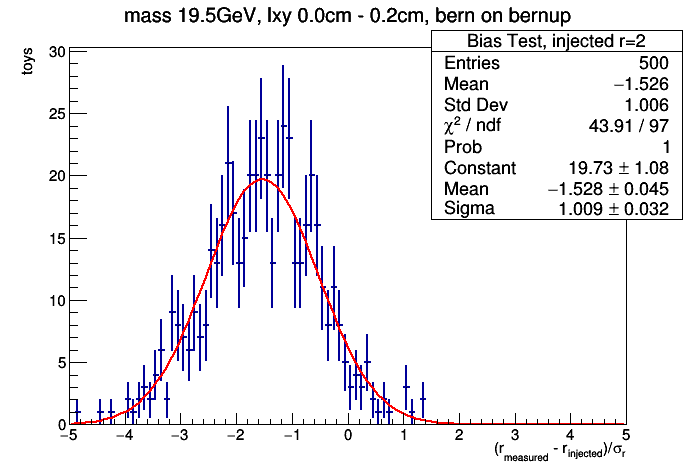 mass 19.5GeV, lxy 0.0cm - 0.2cm, bern on bernup
Bias Test, injected r=2
Entries 500
Mean −1.526
Std Dev 1.006
χ² / ndf 43.91 / 97
Prob 1
Constant 19.73 ± 1.08
Mean −1.528 ± 0.045
Sigma 1.009 ± 0.032
toys
30
25
20
15
10
5
0
−5 −4 −3 −2 −1 0 1 2 3 4 5
(r_measured - r_injected)/σ_r